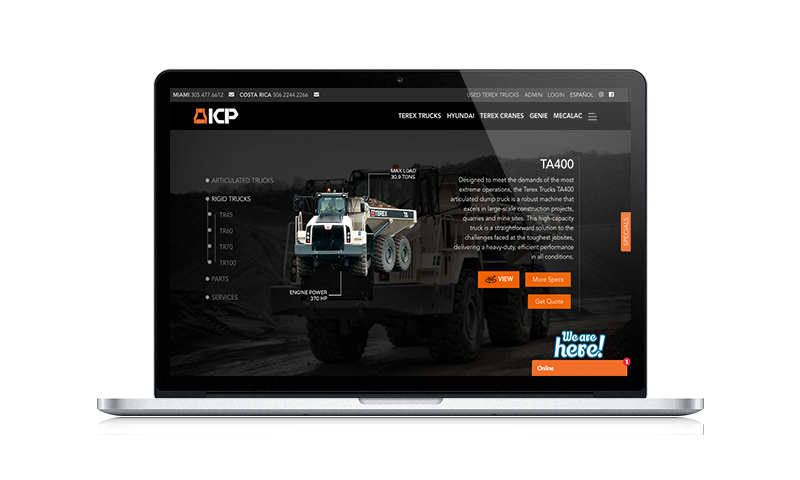 MIAMI 305.477.6612 COSTA RICA 506.2244.2266 USED TEREX TRUCKS ADMIN LOGIN ESPAÑOL
ICP TEREX TRUCKS HYUNDAI TEREX CRANES GENIE MECALAC
ARTICULATED TRUCKS
RIGID TRUCKS
TR45
TR60
TR70
TR100
PARTS
SERVICES
MAX LOAD
30.9 TONS
TEREX
ENGINE POWER
370 HP
TA400
Designed to meet the demands of the most
extreme operations, the Terex Trucks TA400
articulated dump truck is a robust machine that
excels in large-scale construction projects,
quarries and mine sites. This high-capacity
truck is a straightforward solution to the
challenges faced at the toughest jobsites,
delivering a heavy-duty, efficient performance
in all conditions.
VIEW More Specs
Get Quote
SPECIALS
We are
here!
Online 1